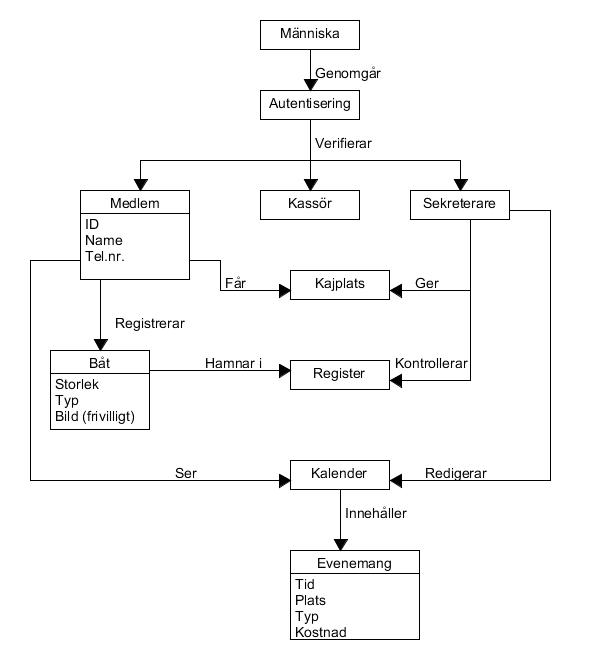 Människa
Genomgår
Autentisering
Verifierar
Medlem
ID
Name
Tel.nr.
Kassör
Sekreterare
Får
Kajplats
Ger
Registrerar
Båt
Storlek
Typ
Bild (frivilligt)
Hamnar i
Register
Kontrollerar
Ser
Kalender
Redigerar
Innehåller
Evenemang
Tid
Plats
Typ
Kostnad